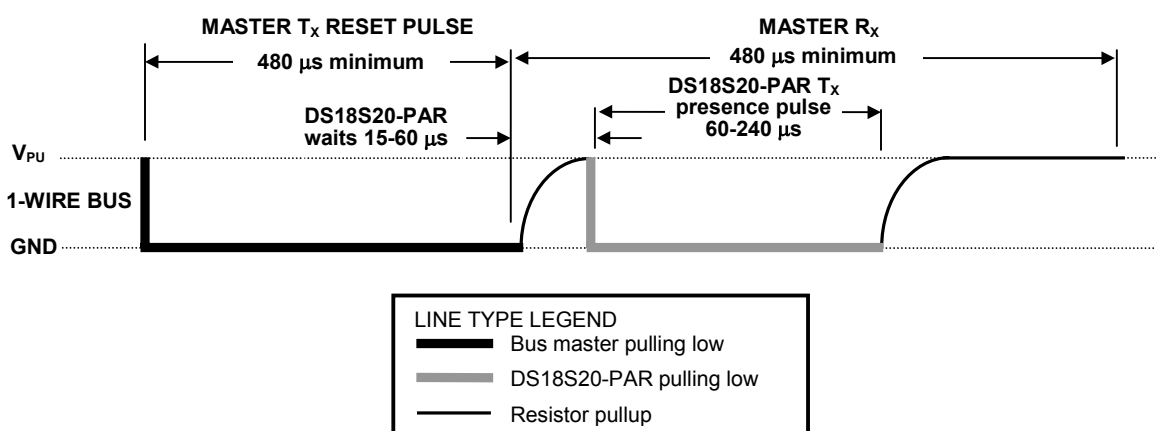 MASTER TX RESET PULSE
480 μs minimum
MASTER RX
480 μs minimum
DS18S20-PAR TX
presence pulse
60-240 μs
DS18S20-PAR
waits 15-60 μs
VPU
1-WIRE BUS
GND
LINE TYPE LEGEND
Bus master pulling low
DS18S20-PAR pulling low
Resistor pullup